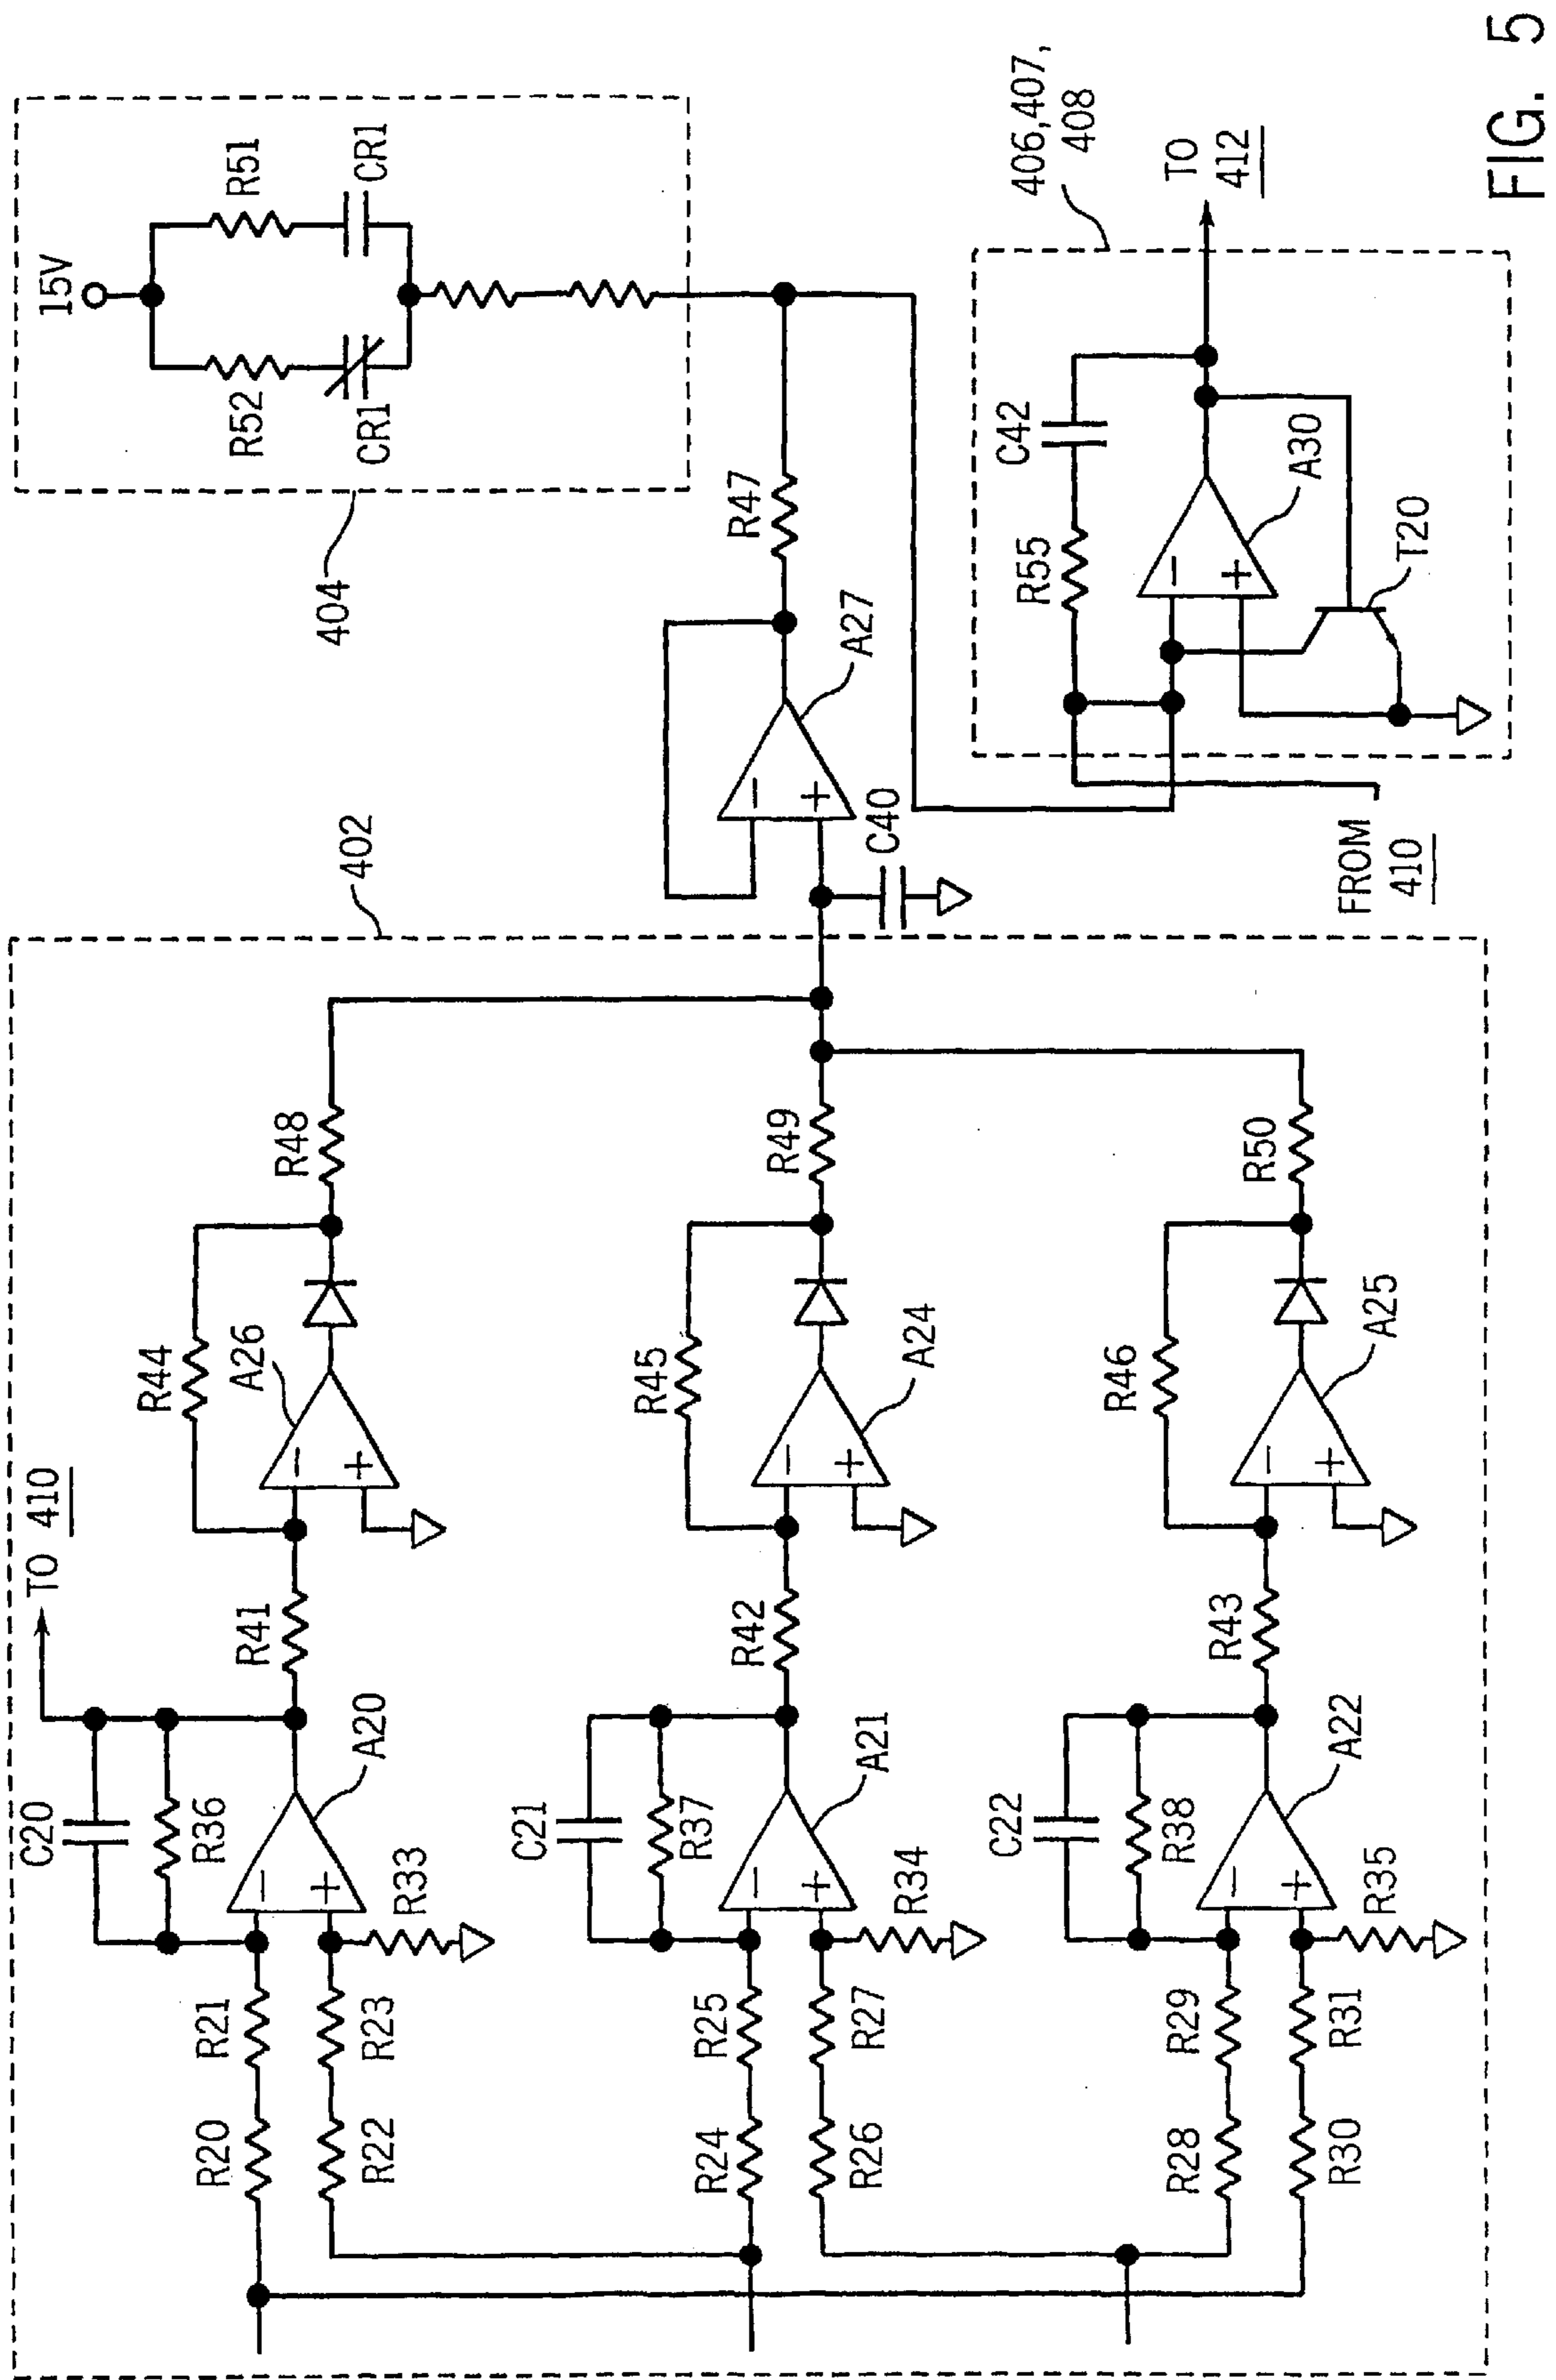 402
TO 410
C20
R36
R20
R21
R22
R23
R33
A20
R41
R44
A26
R48
C21
R37
R24
R25
R26
R27
R34
A21
R42
R45
A24
R49
C22
R38
R28
R29
R30
R31
R35
A22
R43
R46
A25
R50
C40
A27
R47
404
15V
R52
R51
CR1
CR1
406,407,
408
FROM
410
R55
C42
A30
T20
TO
412
FIG. 5
−
+
−
+
−
+
−
+
−
+
−
+
−
+
−
+